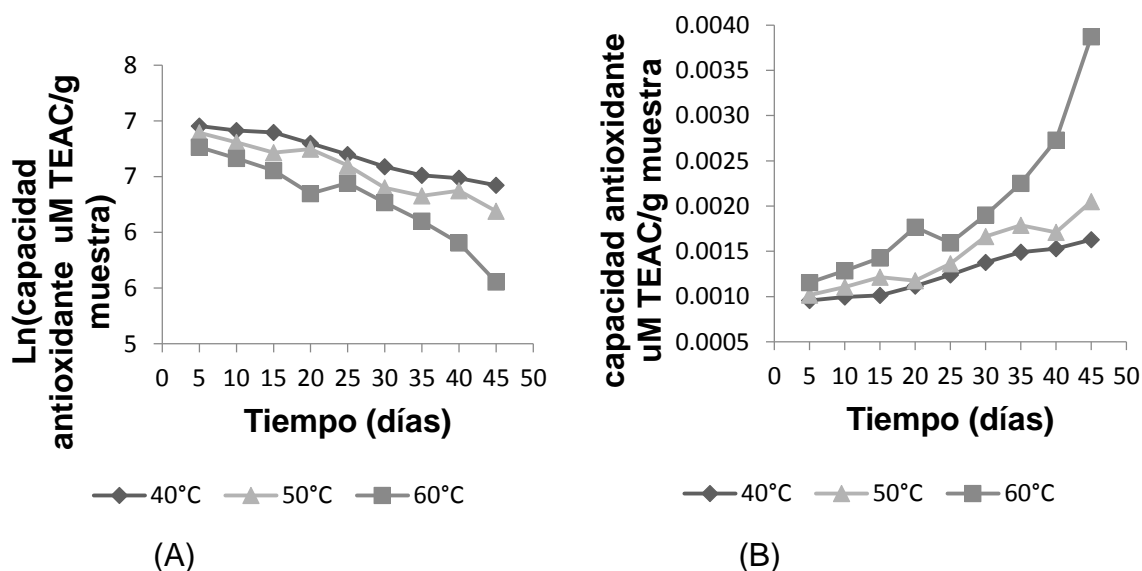 Ln(capacidad
antioxidante uM TEAC/g
muestra)
8
7
7
6
6
5
0 5 10 15 20 25 30 35 40 45 50
Tiempo (días)
40°C 50°C 60°C
(A)
capacidad antioxidante
uM TEAC/g muestra
0.0040
0.0035
0.0030
0.0025
0.0020
0.0015
0.0010
0.0005
0 5 10 15 20 25 30 35 40 45 50
Tiempo (días)
40°C 50°C 60°C
(B)